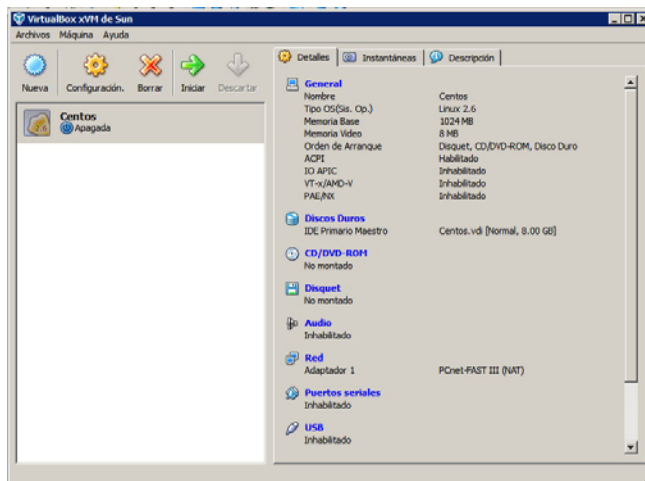 VirtualBox xVM de Sun
Archivos Máquina Ayuda
Nueva Configuración. Borrar Iniciar Descartar
Centos
Apagada
Detalles Instantáneas Descripción
General
Nombre Centos
Tipo OS(Sis. Op.) Linux 2.6
Memoria Base 1024 MB
Memoria Video 8 MB
Orden de Arranque Disquet, CD/DVD-ROM, Disco Duro
ACPI Habilitado
IO APIC Inhabilitado
VT-x/AMD-V Inhabilitado
PAE/NX Inhabilitado
Discos Duros
IDE Primario Maestro Centos.vdi [Normal, 8.00 GB]
CD/DVD-ROM
No montado
Disquet
No montado
Audio
Inhabilitado
Red
Adaptador 1 PCnet-FAST III (NAT)
Puertos seriales
Inhabilitado
USB
Inhabilitado